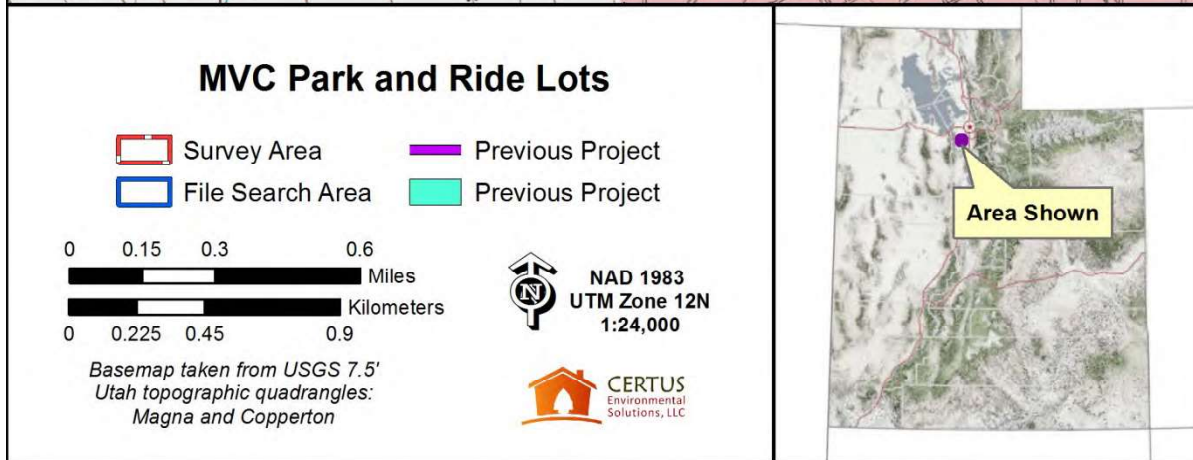 MVC Park and Ride Lots
Survey Area
Previous Project
File Search Area
Previous Project
0 0.15 0.3 0.6
Miles
Kilometers
0 0.225 0.45 0.9
N
NAD 1983
UTM Zone 12N
1:24,000
Basemap taken from USGS 7.5'
Utah topographic quadrangles:
Magna and Copperton
CERTUS
Environmental
Solutions, LLC
Area Shown